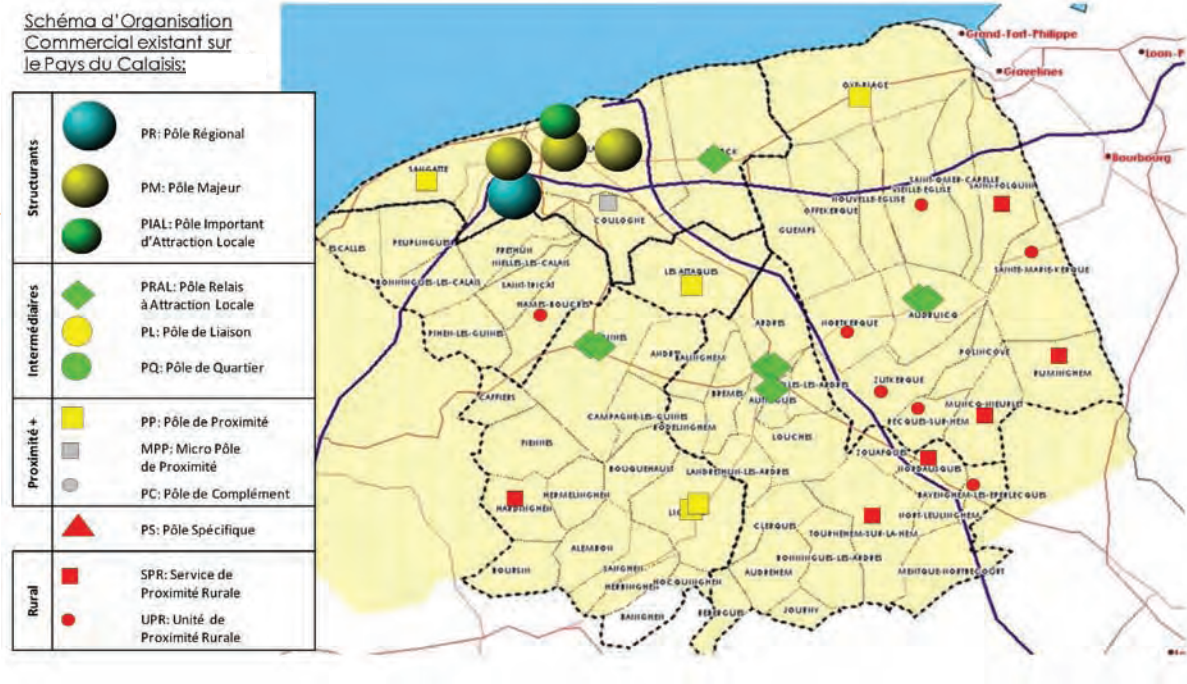 Schéma d'Organisation
Commercial existant sur
le Pays du Calaisis:
Structurants
PR: Pôle Régional
PM: Pôle Majeur
PIAL: Pôle Important
d'Attraction Locale
Intermédiaires
PRAL: Pôle Relais
à Attraction Locale
PL: Pôle de Liaison
PQ: Pôle de Quartier
Proximité +
PP: Pôle de Proximité
MPP: Micro Pôle
de Proximité
PC: Pôle de Complément
PS: Pôle Spécifique
Rural
SPR: Service de
Proximité Rurale
UPR: Unité de
Proximité Rurale
Grand-Fort-Philippe
Loon-P
Gravelines
Bourbourg
OYE-PLAGE
SANGATTE
COULOGNE
SAINT-OMER-CAPELLE
VIEILLE-EGLISE
SAINT-FOLQUIN
NOUVELLE-EGLISE
OFFEKERQUE
GUEMPS
ESCALLES
PEUPLINGUES
FRETHUN
NIELLES-LES-CALAIS
BONNINGUES-LES-CALAIS
SAINT-TRICAT
LES ATTAQUES
SAINTE-MARIE-KERQUE
HAMES-BOUCRES
PIHEN-LES-GUINES
ARDRES
NORTKERQUE
AUDRUICQ
POLINCOVE
RUMINGHEM
BALINGHEM
BREMES
ZUTKERQUE
RECQUES-SUR-HEM
MUNCQ-NIEURLET
CAFFIERS
CAMPAGNE-LES-GUINES
RODELINGHEM
LOUCHES
ZOUAFQUES
NORDAUSQUES
FIENNES
BOUQUEHAULT
LANDRETHUN-LES-ARDRES
BAYENGHEM-LES-EPERLECQUES
HERMELINGHEN
HARDINGHEN
CLERQUES
NORT-LEULINGHEM
TOURNEHEM-SUR-LA-HEM
ALEMBON
BONNINGUES-LES-ARDRES
BOURSIN
SANGHEN
HERBINGHEN
HOCQUINGHEN
AUDREHEM
MENTQUE-NORTBECOURT
BAINGHEN
REBERGUES
JOURNY